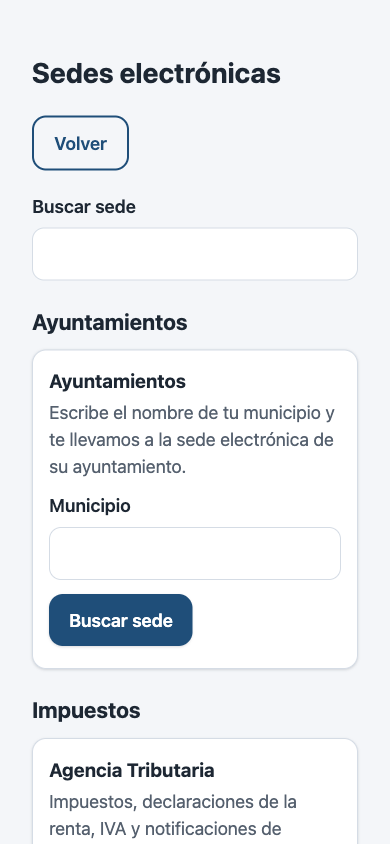 Sedes electrónicas
Volver
Buscar sede
Ayuntamientos
Ayuntamientos
Escribe el nombre de tu municipio y
te llevamos a la sede electrónica de
su ayuntamiento.
Municipio
Buscar sede
Impuestos
Agencia Tributaria
Impuestos, declaraciones de la
renta, IVA y notificaciones de